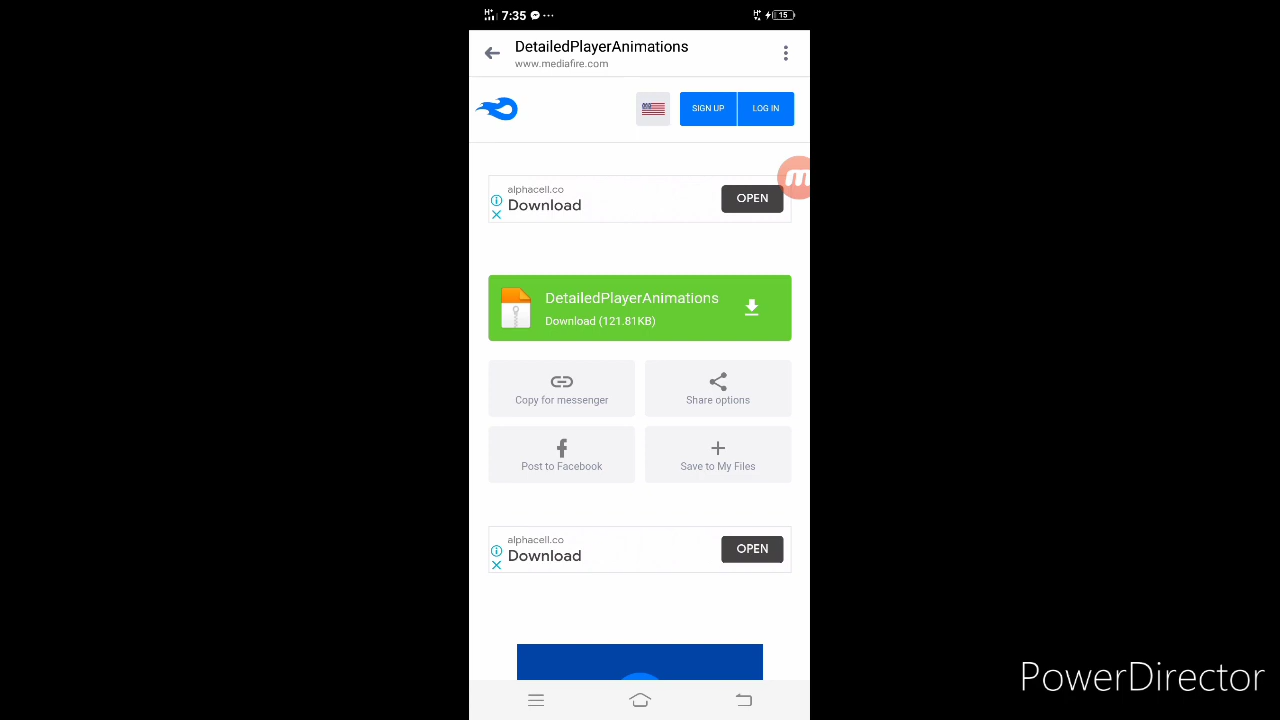 7:35
15
DetailedPlayerAnimations
www.mediafire.com
SIGN UP
LOG IN
alphacell.co
Download
OPEN
DetailedPlayerAnimations
Download (121.81KB)
Copy for messenger
Share options
Post to Facebook
Save to My Files
alphacell.co
Download
OPEN
PowerDirector